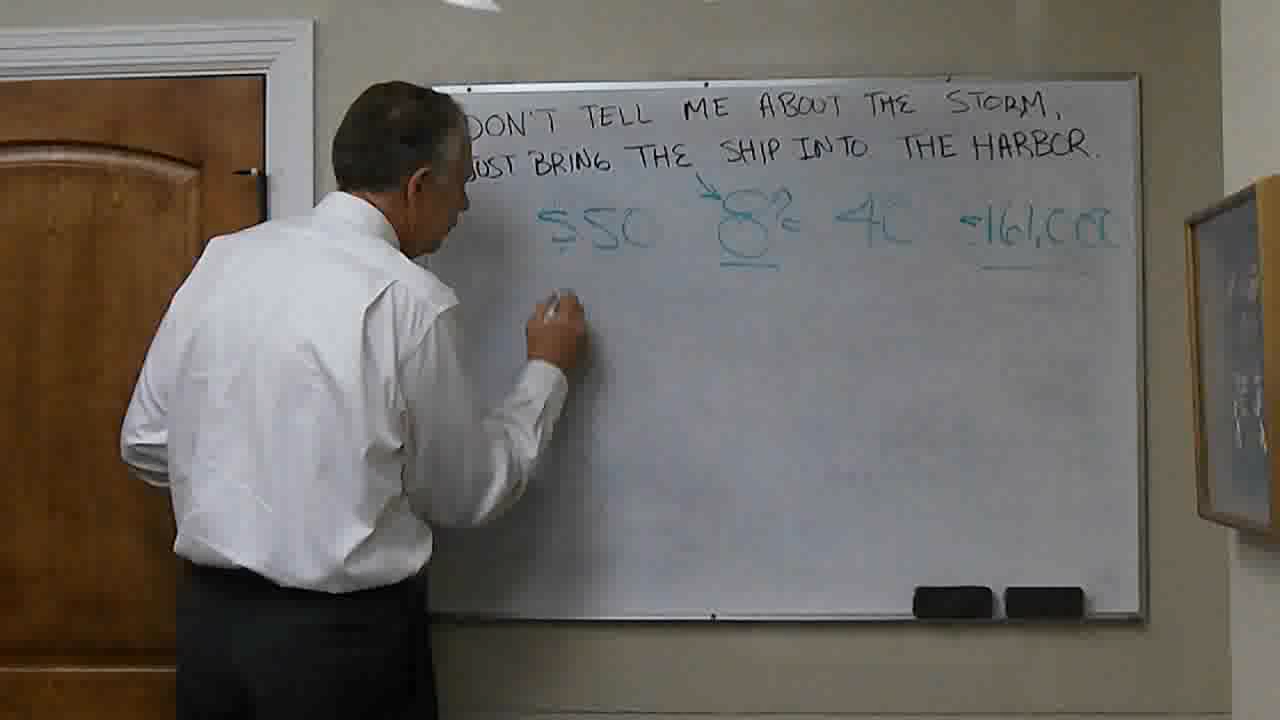 DON'T TELL ME ABOUT THE STORM,
JUST BRING THE SHIP INTO THE HARBOR.
$50 8% 40 =161,000